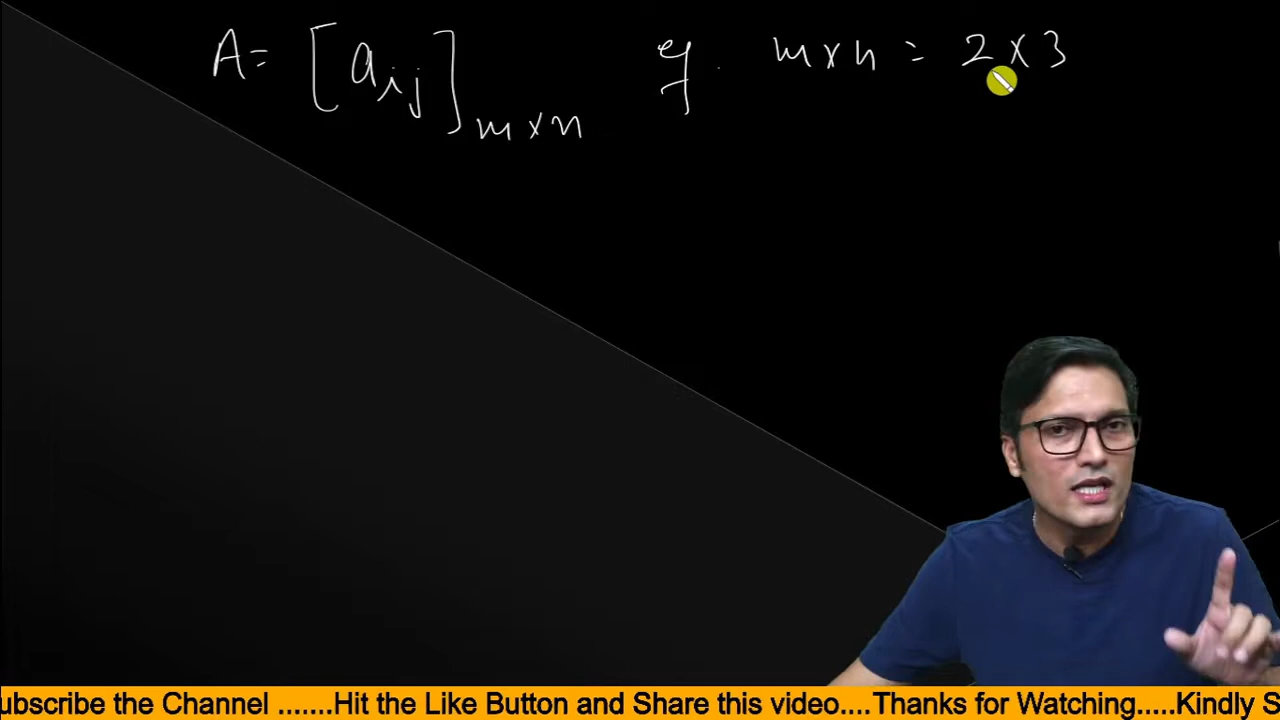 A = [aij]m×n eg. m×n = 2×3
ubscribe the Channel .......Hit the Like Button and Share this video....Thanks for Watching.....Kindly S